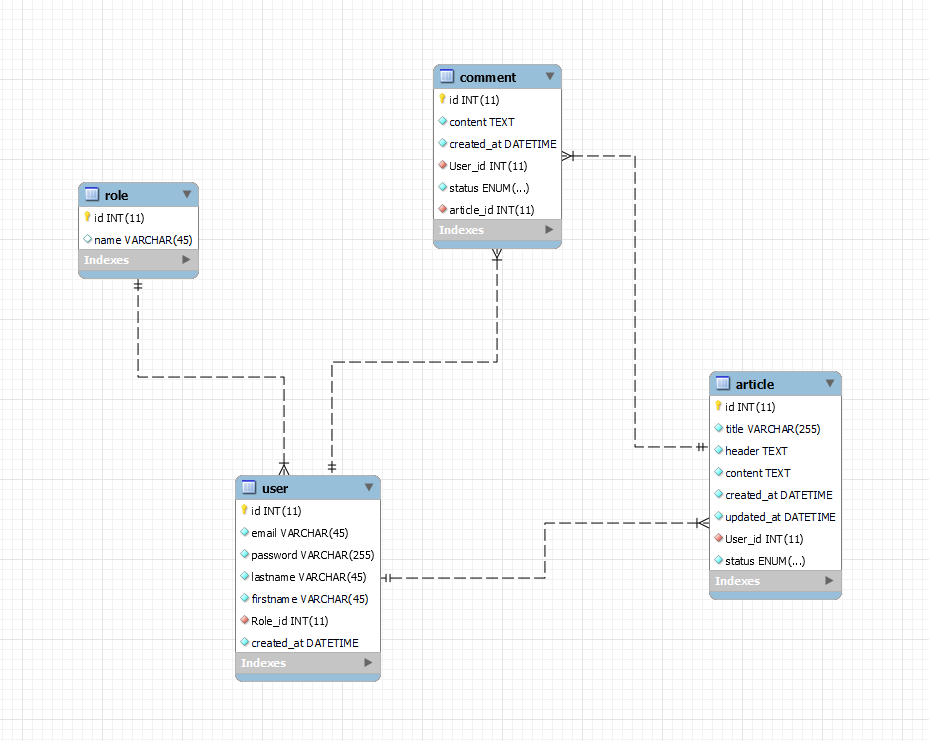 comment
id INT(11)
content TEXT
created_at DATETIME
User_id INT(11)
status ENUM(...)
article_id INT(11)
Indexes
role
id INT(11)
name VARCHAR(45)
Indexes
article
id INT(11)
title VARCHAR(255)
header TEXT
content TEXT
created_at DATETIME
updated_at DATETIME
User_id INT(11)
status ENUM(...)
Indexes
user
id INT(11)
email VARCHAR(45)
password VARCHAR(255)
lastname VARCHAR(45)
firstname VARCHAR(45)
Role_id INT(11)
created_at DATETIME
Indexes